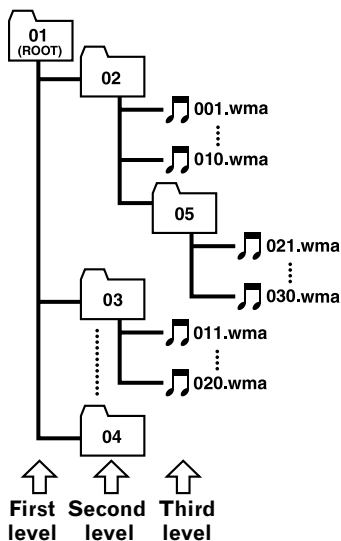 01
(ROOT)
02
001.wma
010.wma
05
021.wma
030.wma
03
011.wma
020.wma
04
First level
Second level
Third level